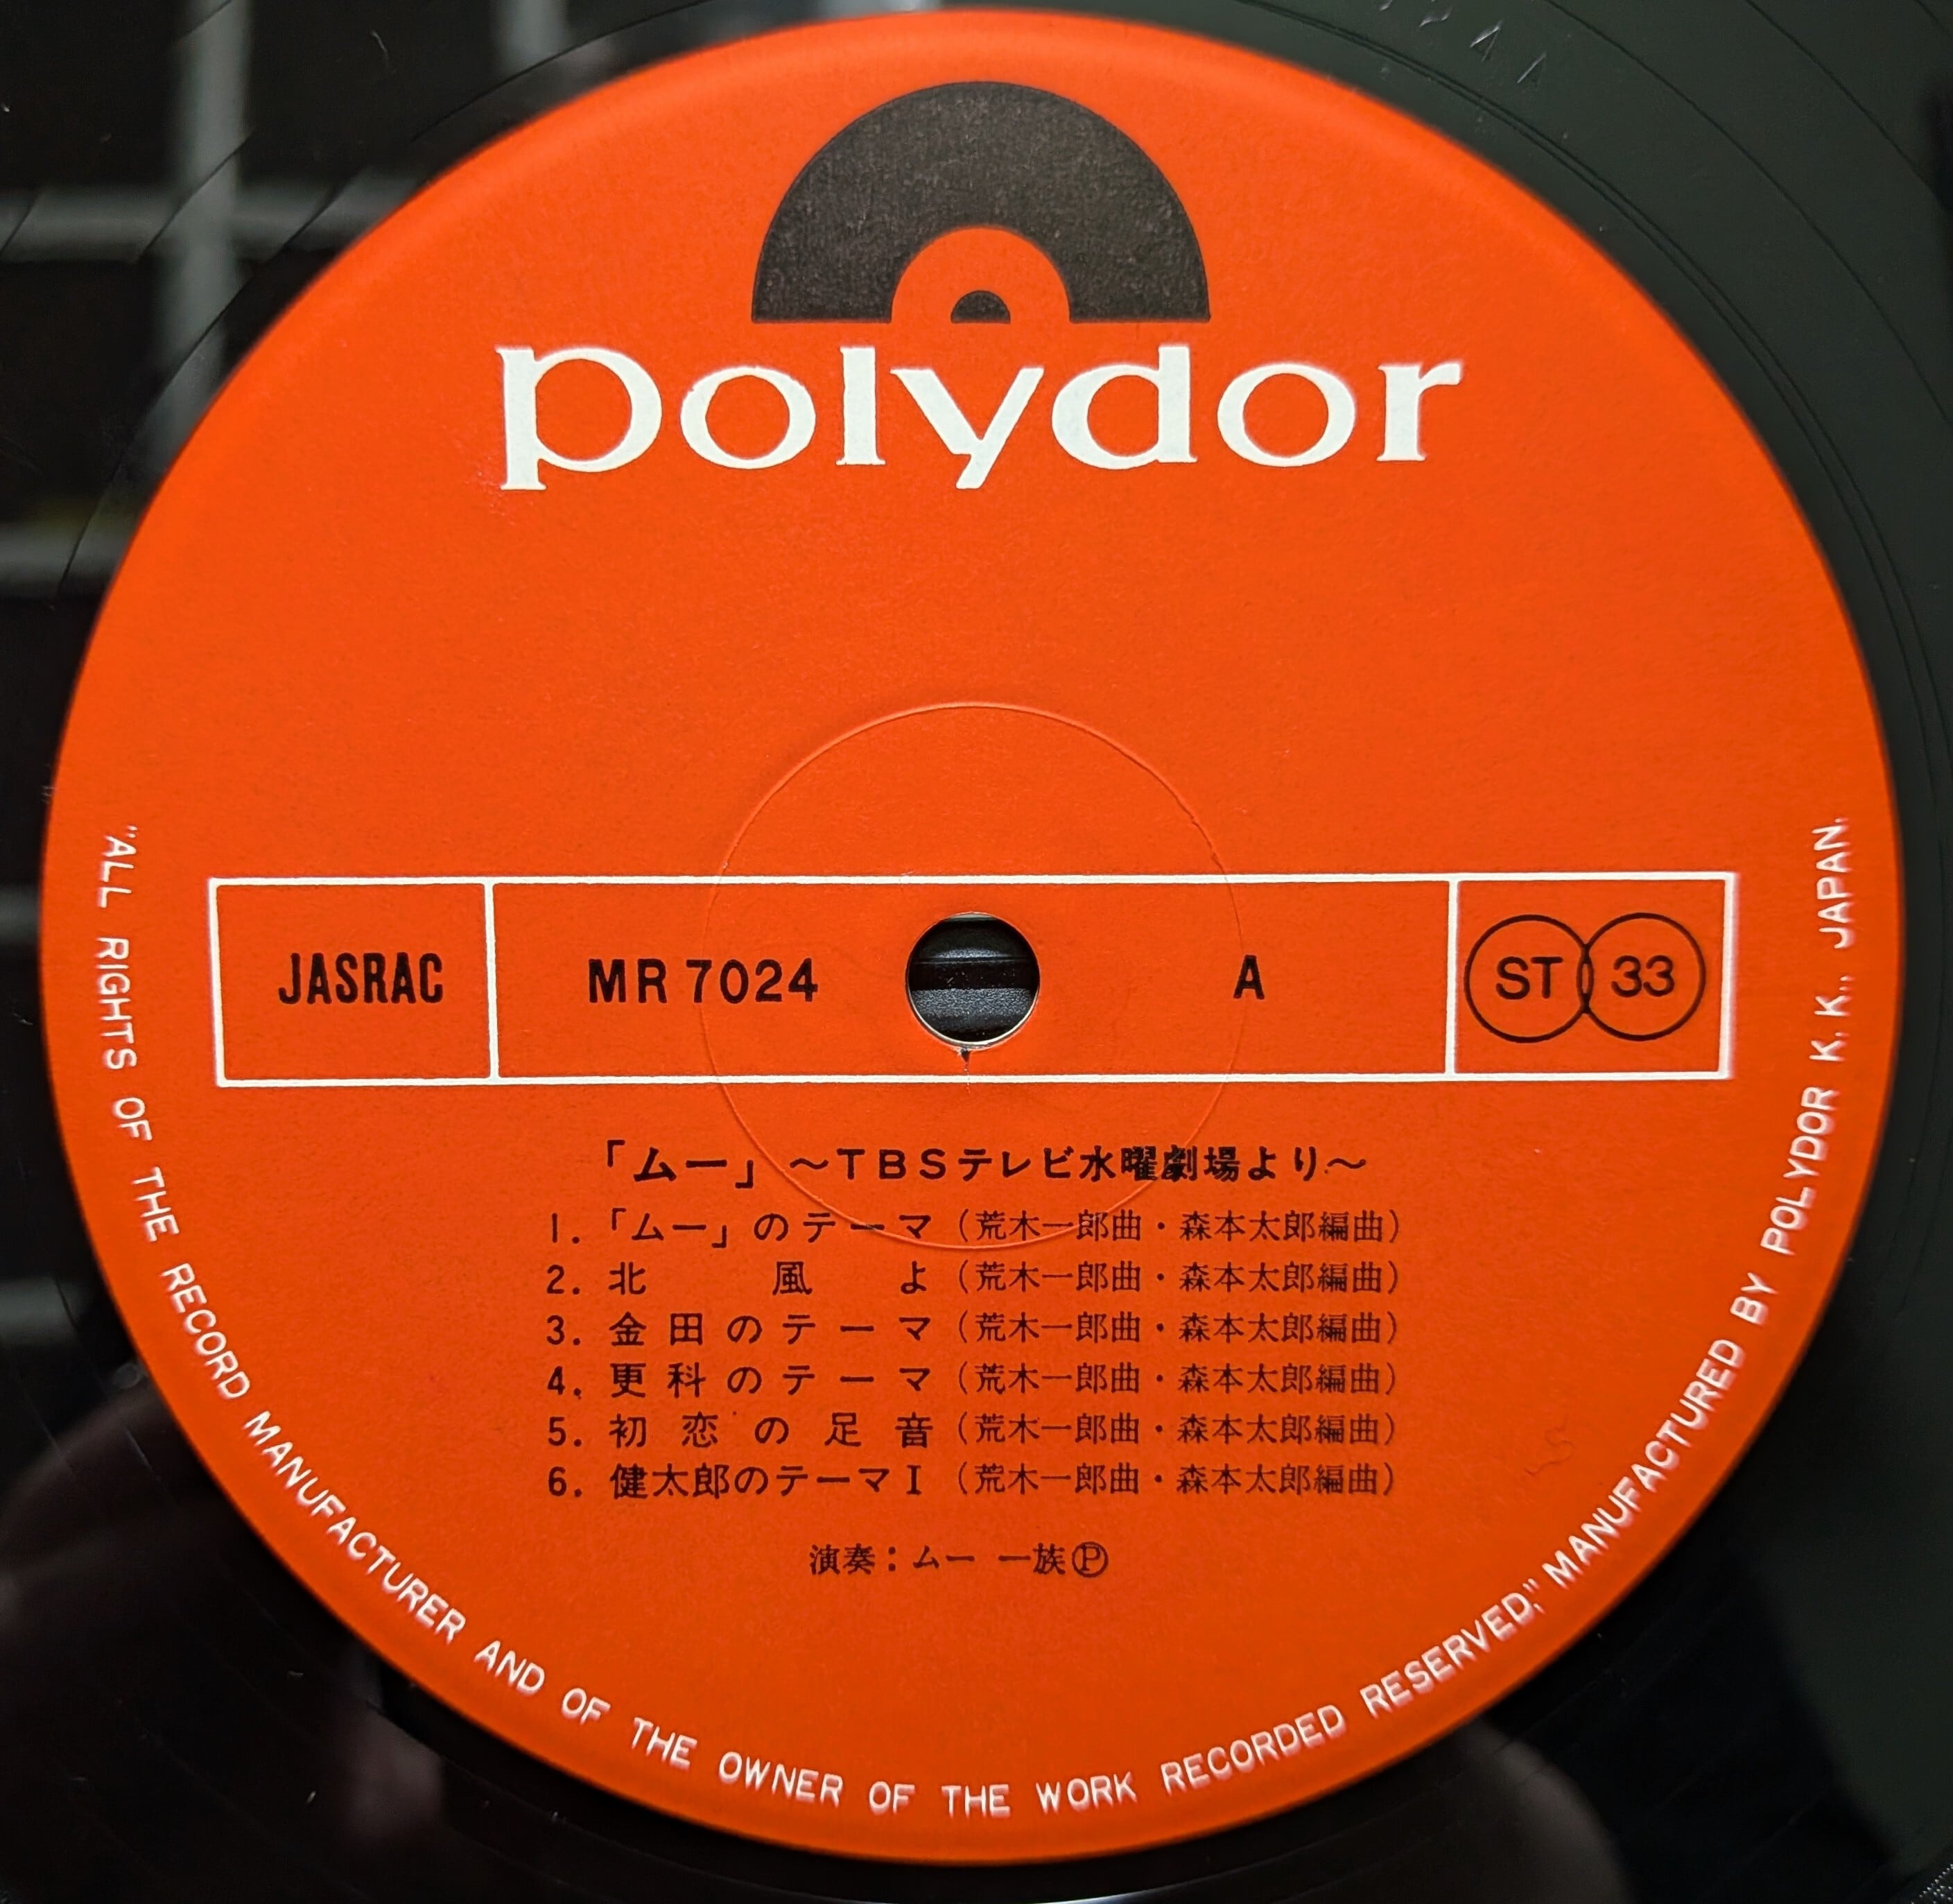 polydor
JASRAC
MR 7024
A
ST 33
「ムー」〜TBSテレビ水曜劇場より〜
1.「ムー」のテーマ（荒木一郎曲・森本太郎編曲）
2. 北風よ（荒木一郎曲・森本太郎編曲）
3. 金田のテーマ（荒木一郎曲・森本太郎編曲）
4. 更科のテーマ（荒木一郎曲・森本太郎編曲）
5. 初恋の足音（荒木一郎曲・森本太郎編曲）
6. 健太郎のテーマI（荒木一郎曲・森本太郎編曲）
演奏：ムー 一族Ⓟ
"ALL RIGHTS OF THE RECORD MANUFACTURER AND OF THE OWNER OF THE WORK RECORDED RESERVED," MANUFACTURED BY POLYDOR K.K., JAPAN.